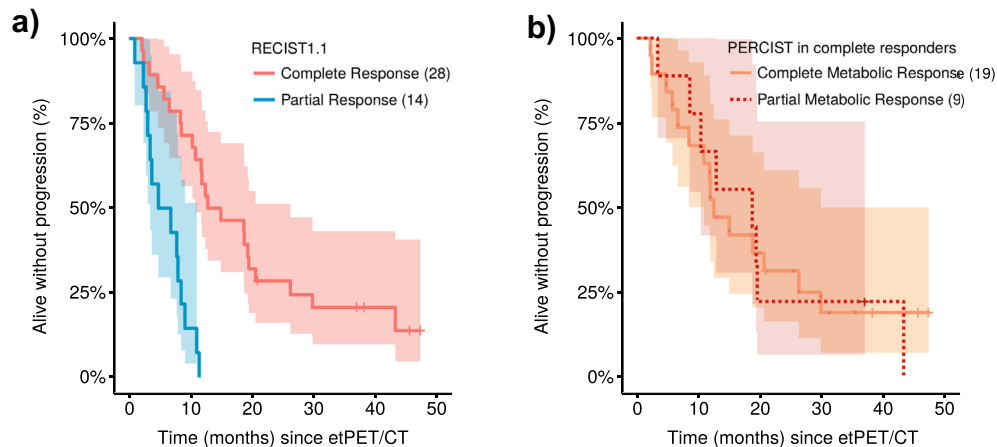 a)
RECIST1.1
Complete Response (28)
Partial Response (14)
Alive without progression (%)
100%
75%
50%
25%
0%
0 10 20 30 40 50
Time (months) since etPET/CT
b)
PERCIST in complete responders
Complete Metabolic Response (19)
Partial Metabolic Response (9)
Alive without progression (%)
100%
75%
50%
25%
0%
0 10 20 30 40 50
Time (months) since etPET/CT